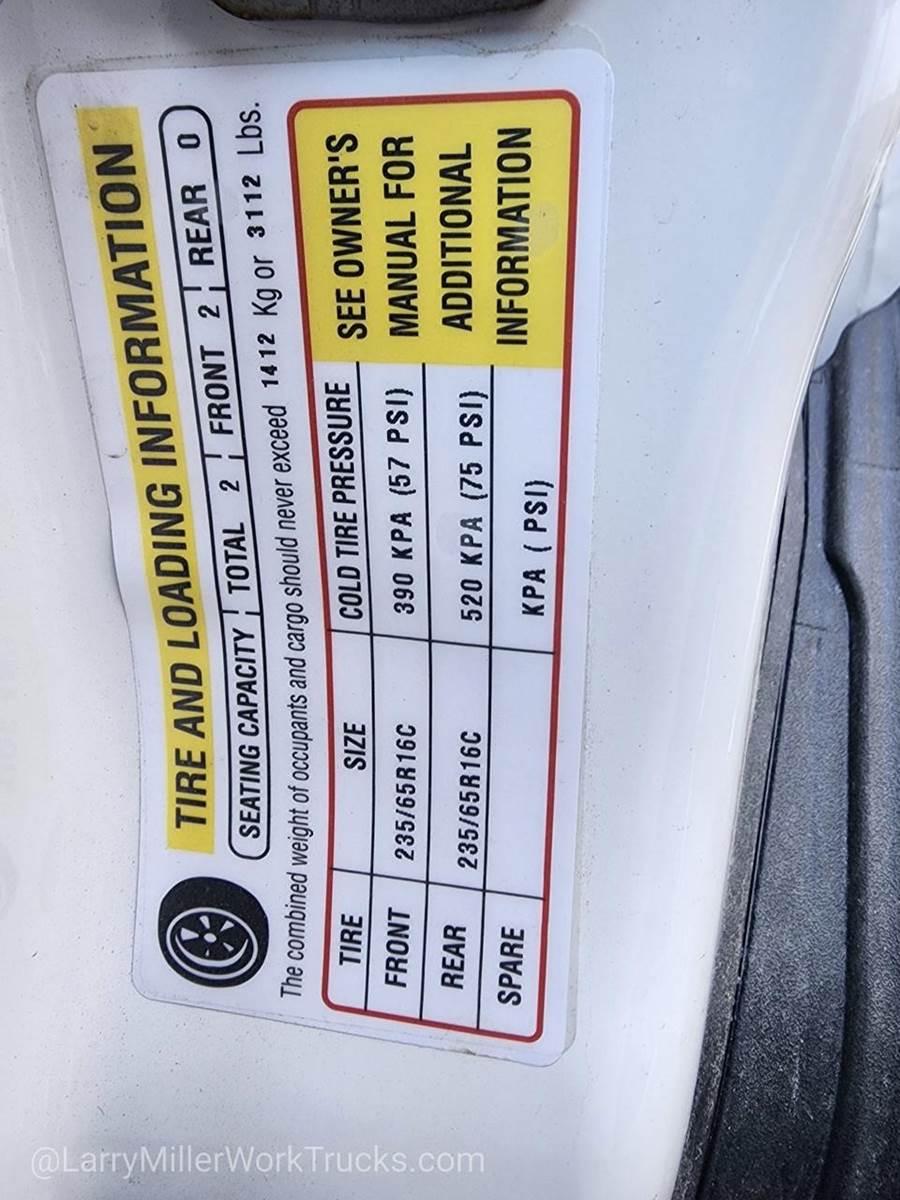 TIRE AND LOADING INFORMATION
SEATING CAPACITY | TOTAL 2 | FRONT 2 | REAR 0
The combined weight of occupants and cargo should never exceed 1412 Kg or 3112 Lbs.
TIRE SIZE COLD TIRE PRESSURE
FRONT 235/65R16C 390 KPA (57 PSI)
REAR 235/65R16C 520 KPA (75 PSI)
SPARE KPA ( PSI)
SEE OWNER'S
MANUAL FOR
ADDITIONAL
INFORMATION
@LarryMillerWorkTrucks.com